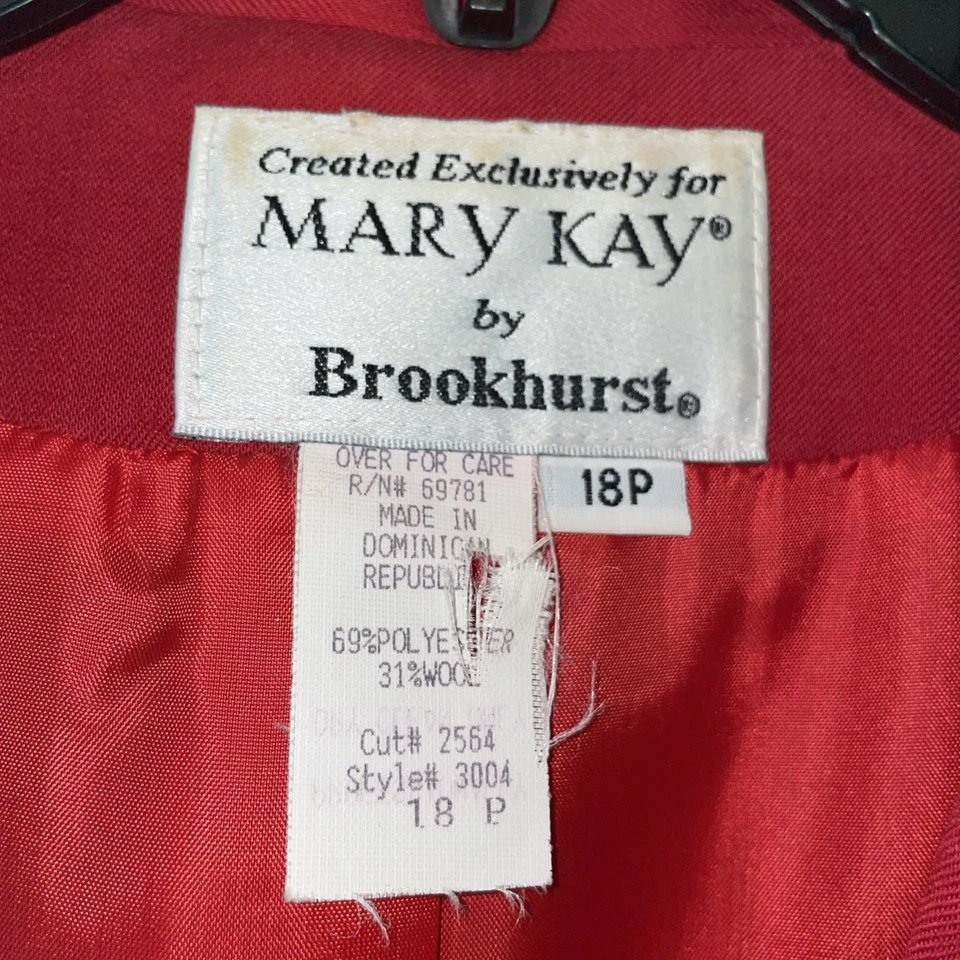 Created Exclusively for
MARY KAY®
by
Brookhurst®
OVER FOR CARE
R/N# 69781
MADE IN
DOMINICAN
REPUBLIC
69%POLYESTER
31%WOOL
Cut# 2564
Style# 3004
18 P
18P